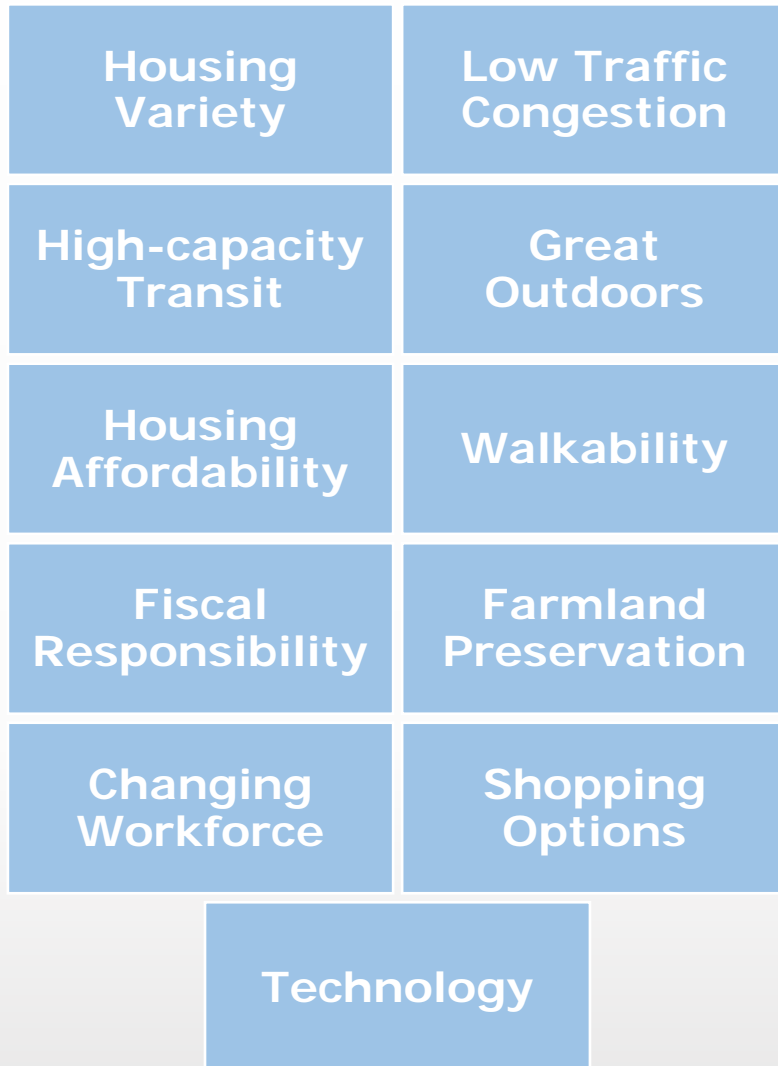 Housing
Variety
Low Traffic
Congestion
High-capacity
Transit
Great
Outdoors
Housing
Affordability
Walkability
Fiscal
Responsibility
Farmland
Preservation
Changing
Workforce
Shopping
Options
Technology